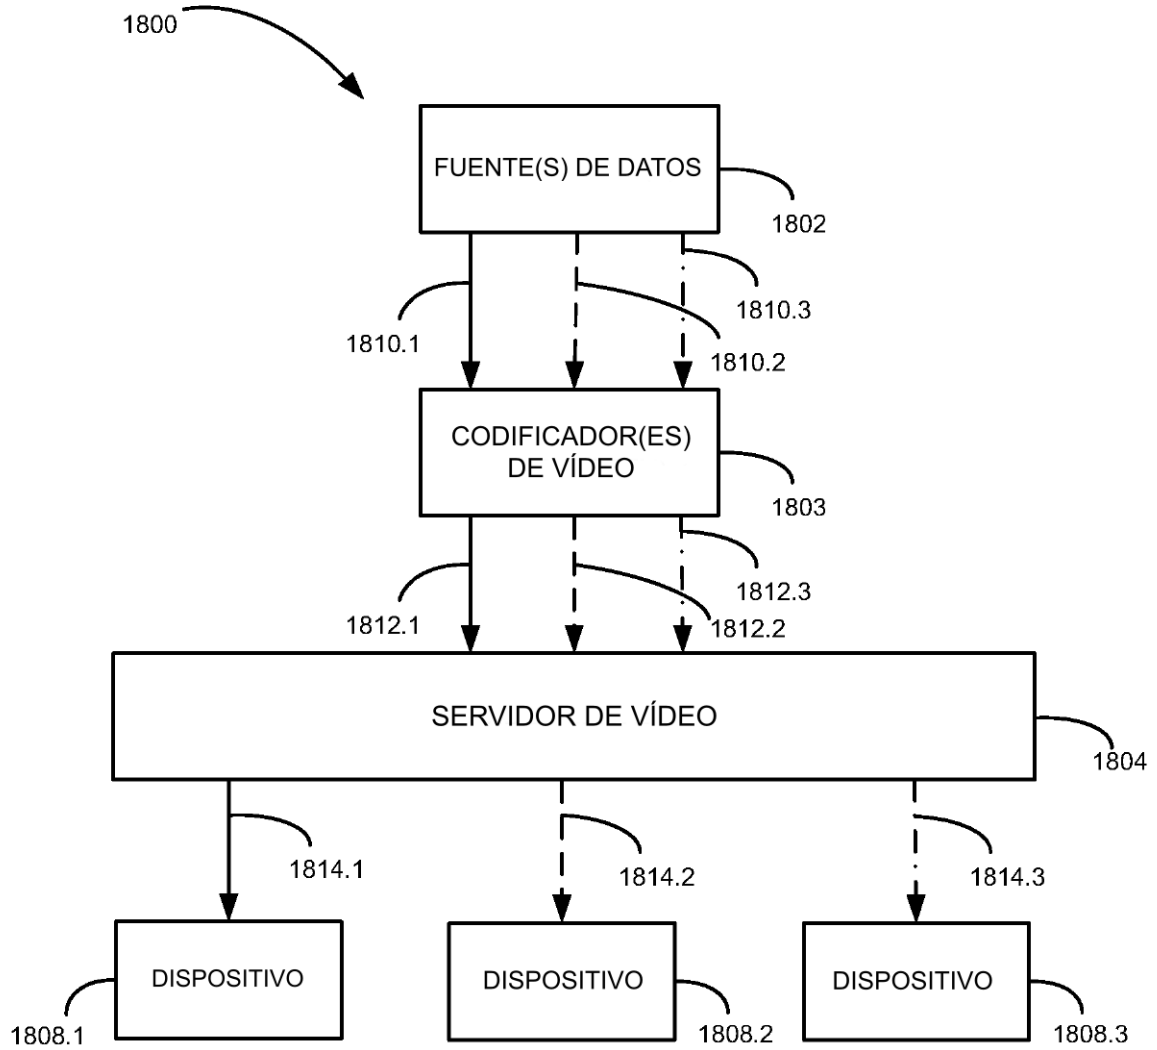 1800
FUENTE(S) DE DATOS
1802
1810.3
1810.1
1810.2
CODIFICADOR(ES)
DE VÍDEO
1803
1812.3
1812.1
1812.2
SERVIDOR DE VÍDEO
1804
1814.1
1814.2
1814.3
DISPOSITIVO
DISPOSITIVO
DISPOSITIVO
1808.1
1808.2
1808.3